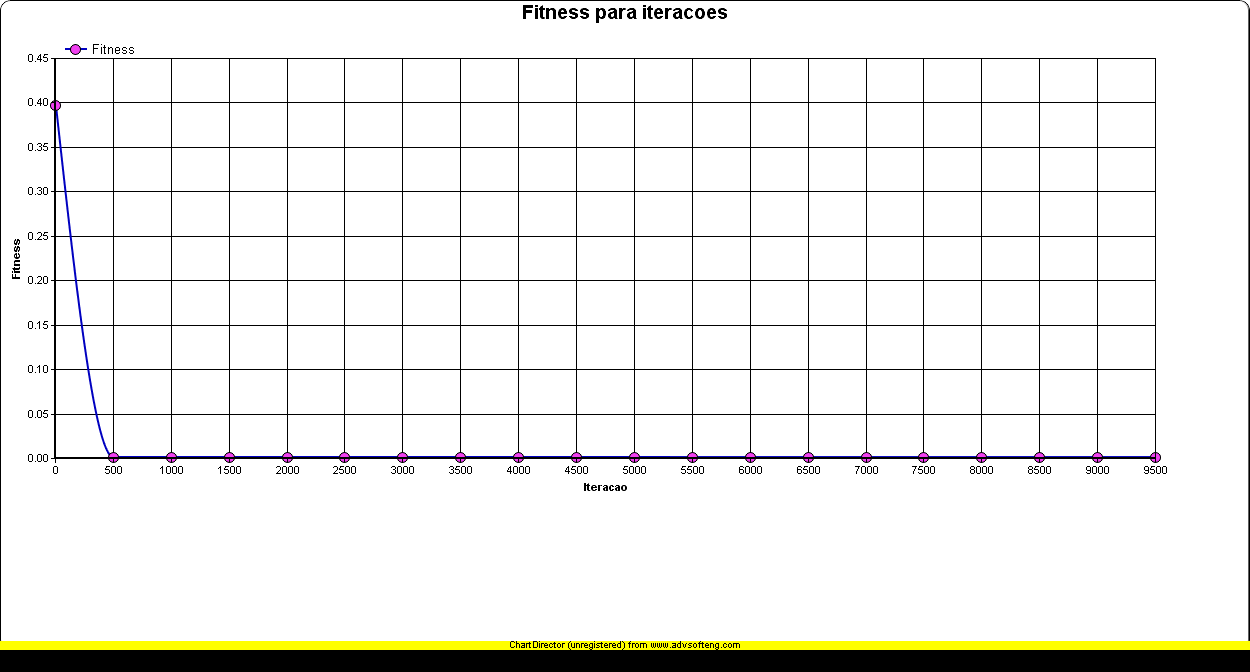 Fitness para iteracoes
Fitness
0.45
0.40
0.35
0.30
0.25
0.20
0.15
0.10
0.05
0.00
Fitness
0 500 1000 1500 2000 2500 3000 3500 4000 4500 5000 5500 6000 6500 7000 7500 8000 8500 9000 9500
Iteracao
ChartDirector (unregistered) from www.advsofteng.com